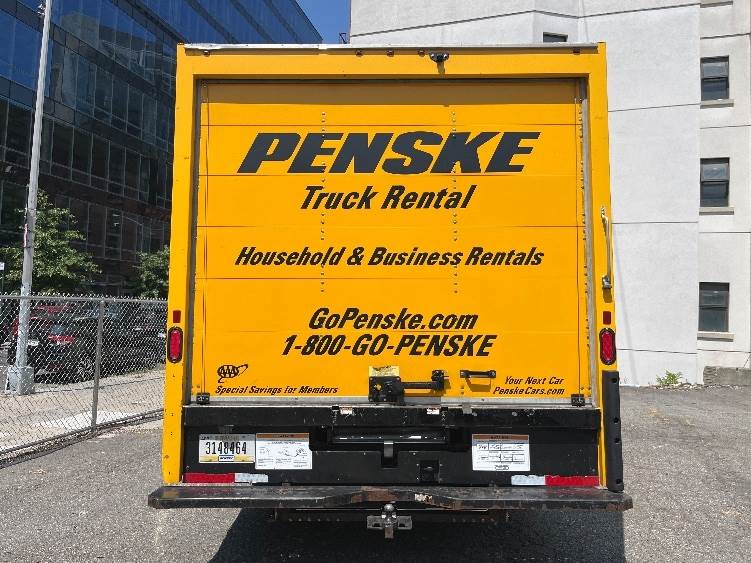 PENSKE
Truck Rental
Household & Business Rentals
GoPenske.com
1-800-GO-PENSKE
AAA
Special Savings for Members
Your Next Car
PenskeCars.com
3148464